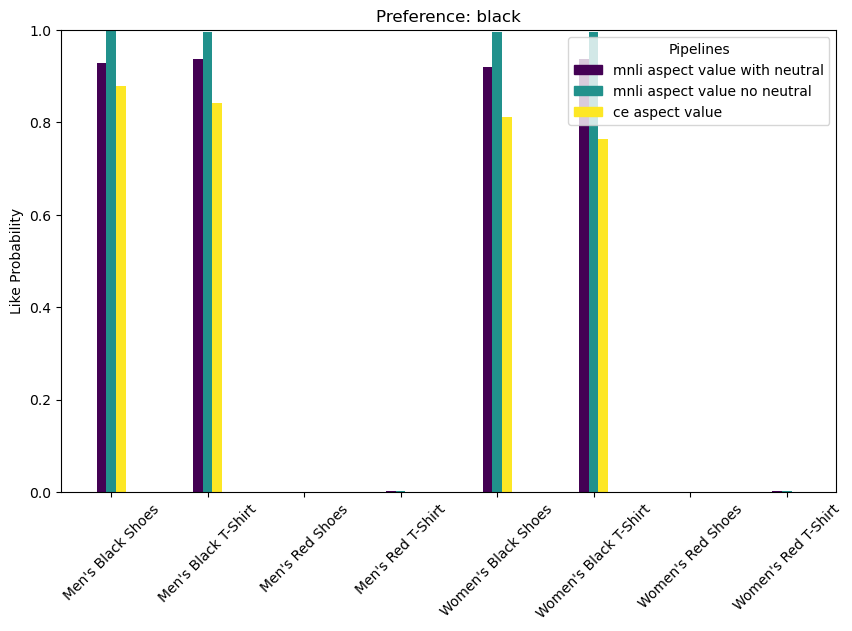 Preference: black
Pipelines
mnli aspect value with neutral
mnli aspect value no neutral
ce aspect value
Like Probability
1.0
0.8
0.6
0.4
0.2
0.0
Men's Black Shoes
Men's Black T-Shirt
Men's Red Shoes
Men's Red T-Shirt
Women's Black Shoes
Women's Black T-Shirt
Women's Red Shoes
Women's Red T-Shirt